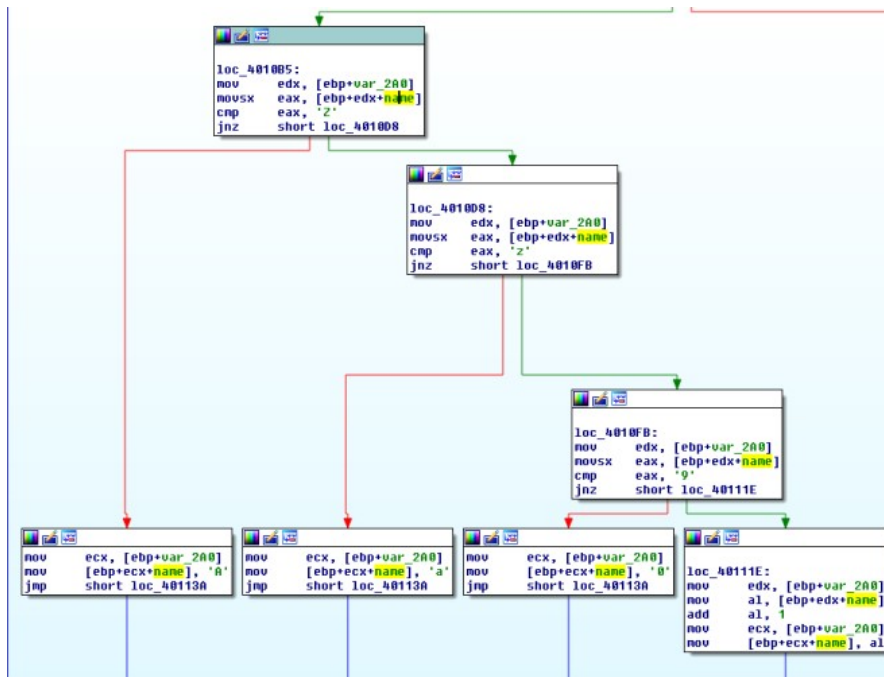 loc_4010B5:
mov edx, [ebp+var_2A0]
movsx eax, [ebp+edx+name]
cmp eax, 'Z'
jnz short loc_4010D8
loc_4010D8:
mov edx, [ebp+var_2A0]
movsx eax, [ebp+edx+name]
cmp eax, 'z'
jnz short loc_4010FB
loc_4010FB:
mov edx, [ebp+var_2A0]
movsx eax, [ebp+edx+name]
cmp eax, '9'
jnz short loc_40111E
mov ecx, [ebp+var_2A0]
mov [ebp+ecx+name], 'A'
jmp short loc_40113A
mov ecx, [ebp+var_2A0]
mov [ebp+ecx+name], 'a'
jmp short loc_40113A
mov ecx, [ebp+var_2A0]
mov [ebp+ecx+name], '0'
jmp short loc_40113A
loc_40111E:
mov edx, [ebp+var_2A0]
mov al, [ebp+edx+name]
add al, 1
mov ecx, [ebp+var_2A0]
mov [ebp+ecx+name], al